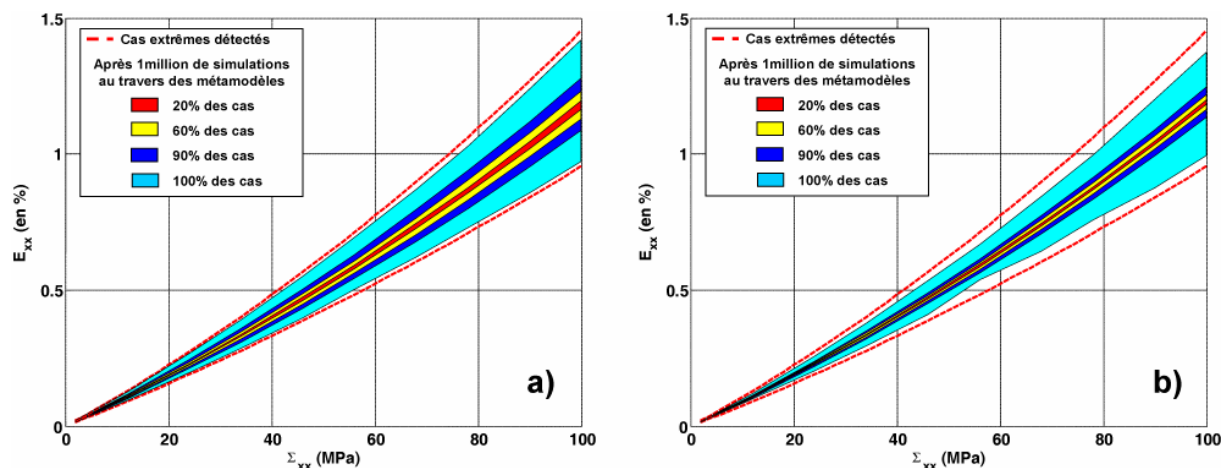 1.5
Cas extrêmes détectés
Après 1million de simulations
au travers des métamodèles
20% des cas
60% des cas
90% des cas
100% des cas
1
E_xx (en %)
0.5
a)
0
0 20 40 60 80 100
Σ_xx (MPa)
1.5
Cas extrêmes détectés
Après 1million de simulations
au travers des métamodèles
20% des cas
60% des cas
90% des cas
100% des cas
1
E_xx (en %)
0.5
b)
0
0 20 40 60 80 100
Σ_xx (MPa)